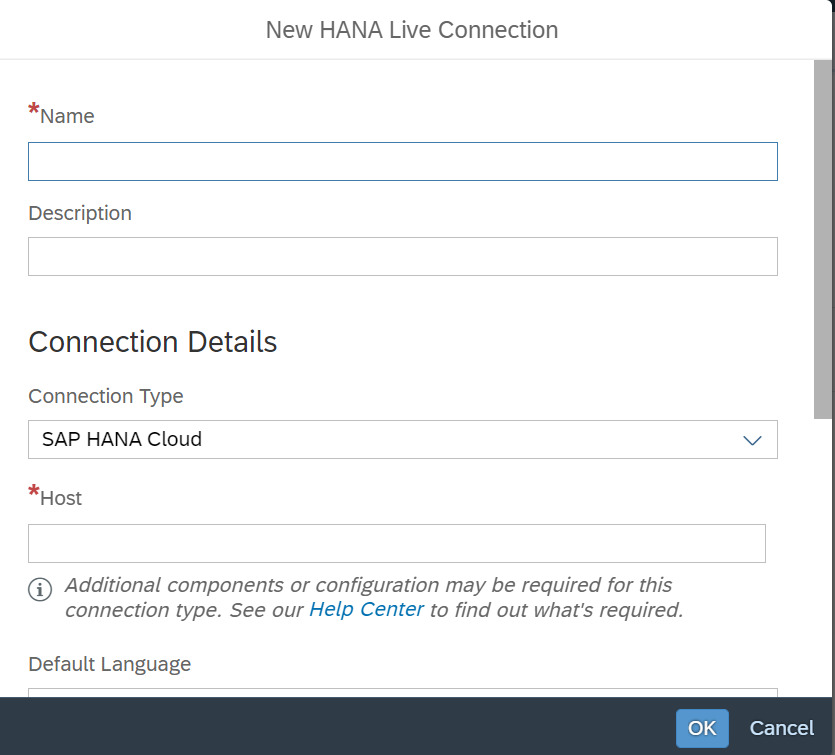 New HANA Live Connection
*Name
Description
Connection Details
Connection Type
SAP HANA Cloud
*Host
Additional components or configuration may be required for this
connection type. See our Help Center to find out what's required.
Default Language
OK Cancel